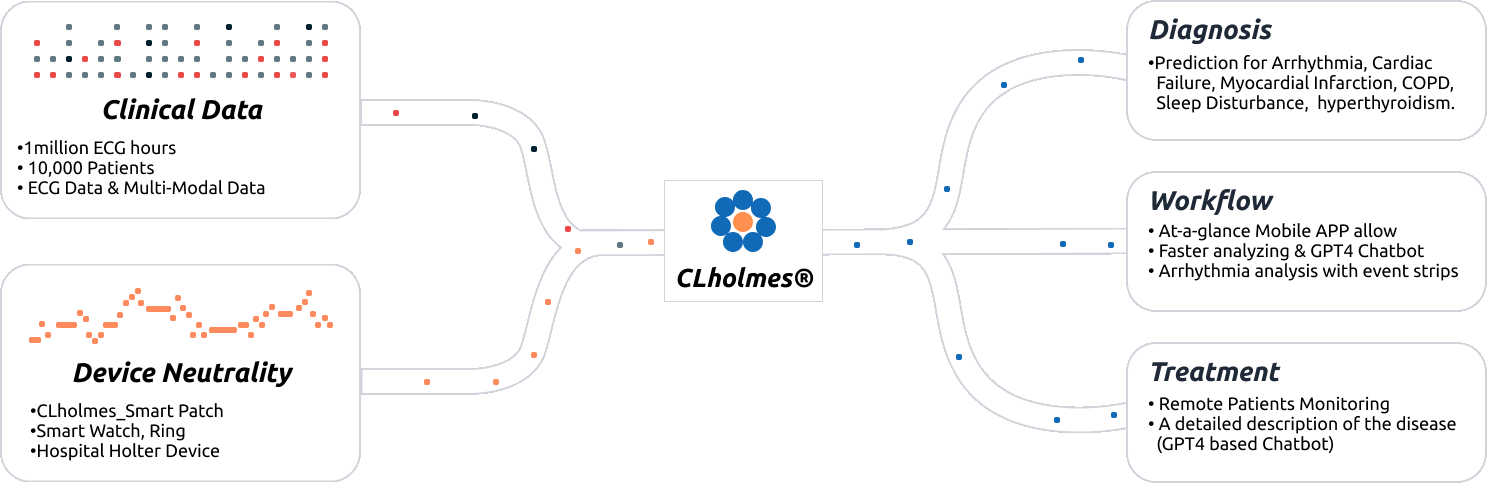 Clinical Data
•1million ECG hours
• 10,000 Patients
• ECG Data & Multi-Modal Data
Device Neutrality
•CLholmes_Smart Patch
•Smart Watch, Ring
•Hospital Holter Device
CLholmes®
Diagnosis
•Prediction for Arrhythmia, Cardiac
Failure, Myocardial Infarction, COPD,
Sleep Disturbance, hyperthyroidism.
Workflow
• At-a-glance Mobile APP allow
• Faster analyzing & GPT4 Chatbot
• Arrhythmia analysis with event strips
Treatment
• Remote Patients Monitoring
• A detailed description of the disease
(GPT4 based Chatbot)